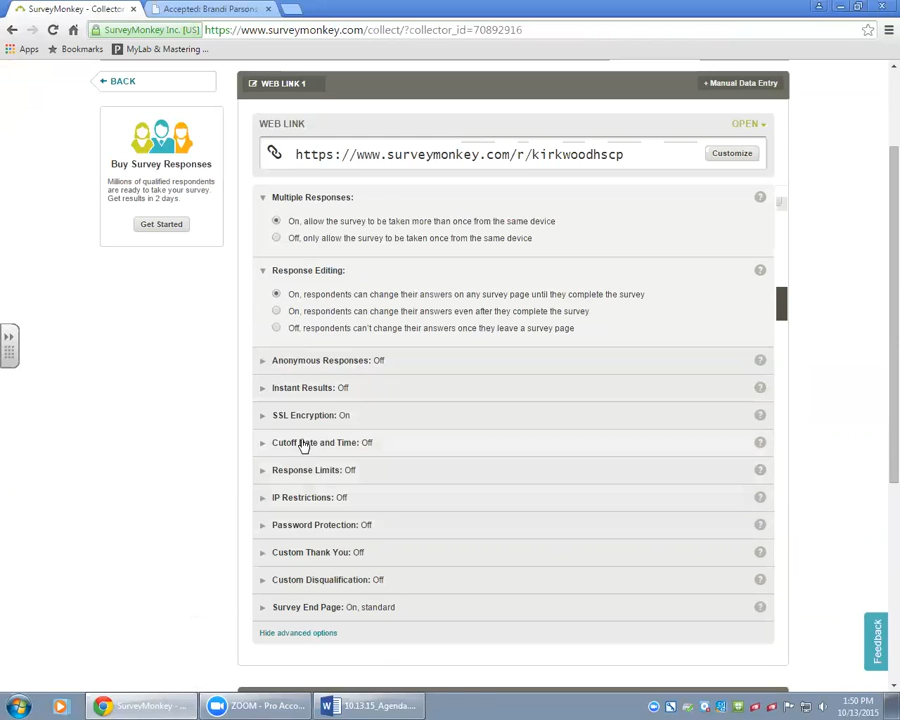 SurveyMonkey - Collector
Accepted: Brandi Parsons
SurveyMonkey Inc. [US]
https://www.surveymonkey.com/collect/?collector_id=70892916
Apps
Bookmarks
MyLab & Mastering ...
BACK
Buy Survey Responses
Millions of qualified respondents
are ready to take your survey.
Get results in 2 days.
Get Started
WEB LINK 1
+ Manual Data Entry
WEB LINK
OPEN
https://www.surveymonkey.com/r/kirkwoodhscp
Customize
Multiple Responses:
?
On, allow the survey to be taken more than once from the same device
Off, only allow the survey to be taken once from the same device
Response Editing:
?
On, respondents can change their answers on any survey page until they complete the survey
On, respondents can change their answers even after they complete the survey
Off, respondents can't change their answers once they leave a survey page
Anonymous Responses: Off
?
Instant Results: Off
?
SSL Encryption: On
?
Cutoff Date and Time: Off
?
Response Limits: Off
?
IP Restrictions: Off
?
Password Protection: Off
?
Custom Thank You: Off
?
Custom Disqualification: Off
?
Survey End Page: On, standard
?
Hide advanced options
Feedback
SurveyMonkey - ...
ZOOM - Pro Acco...
10.13.15_Agenda...
1:50 PM
10/13/2015